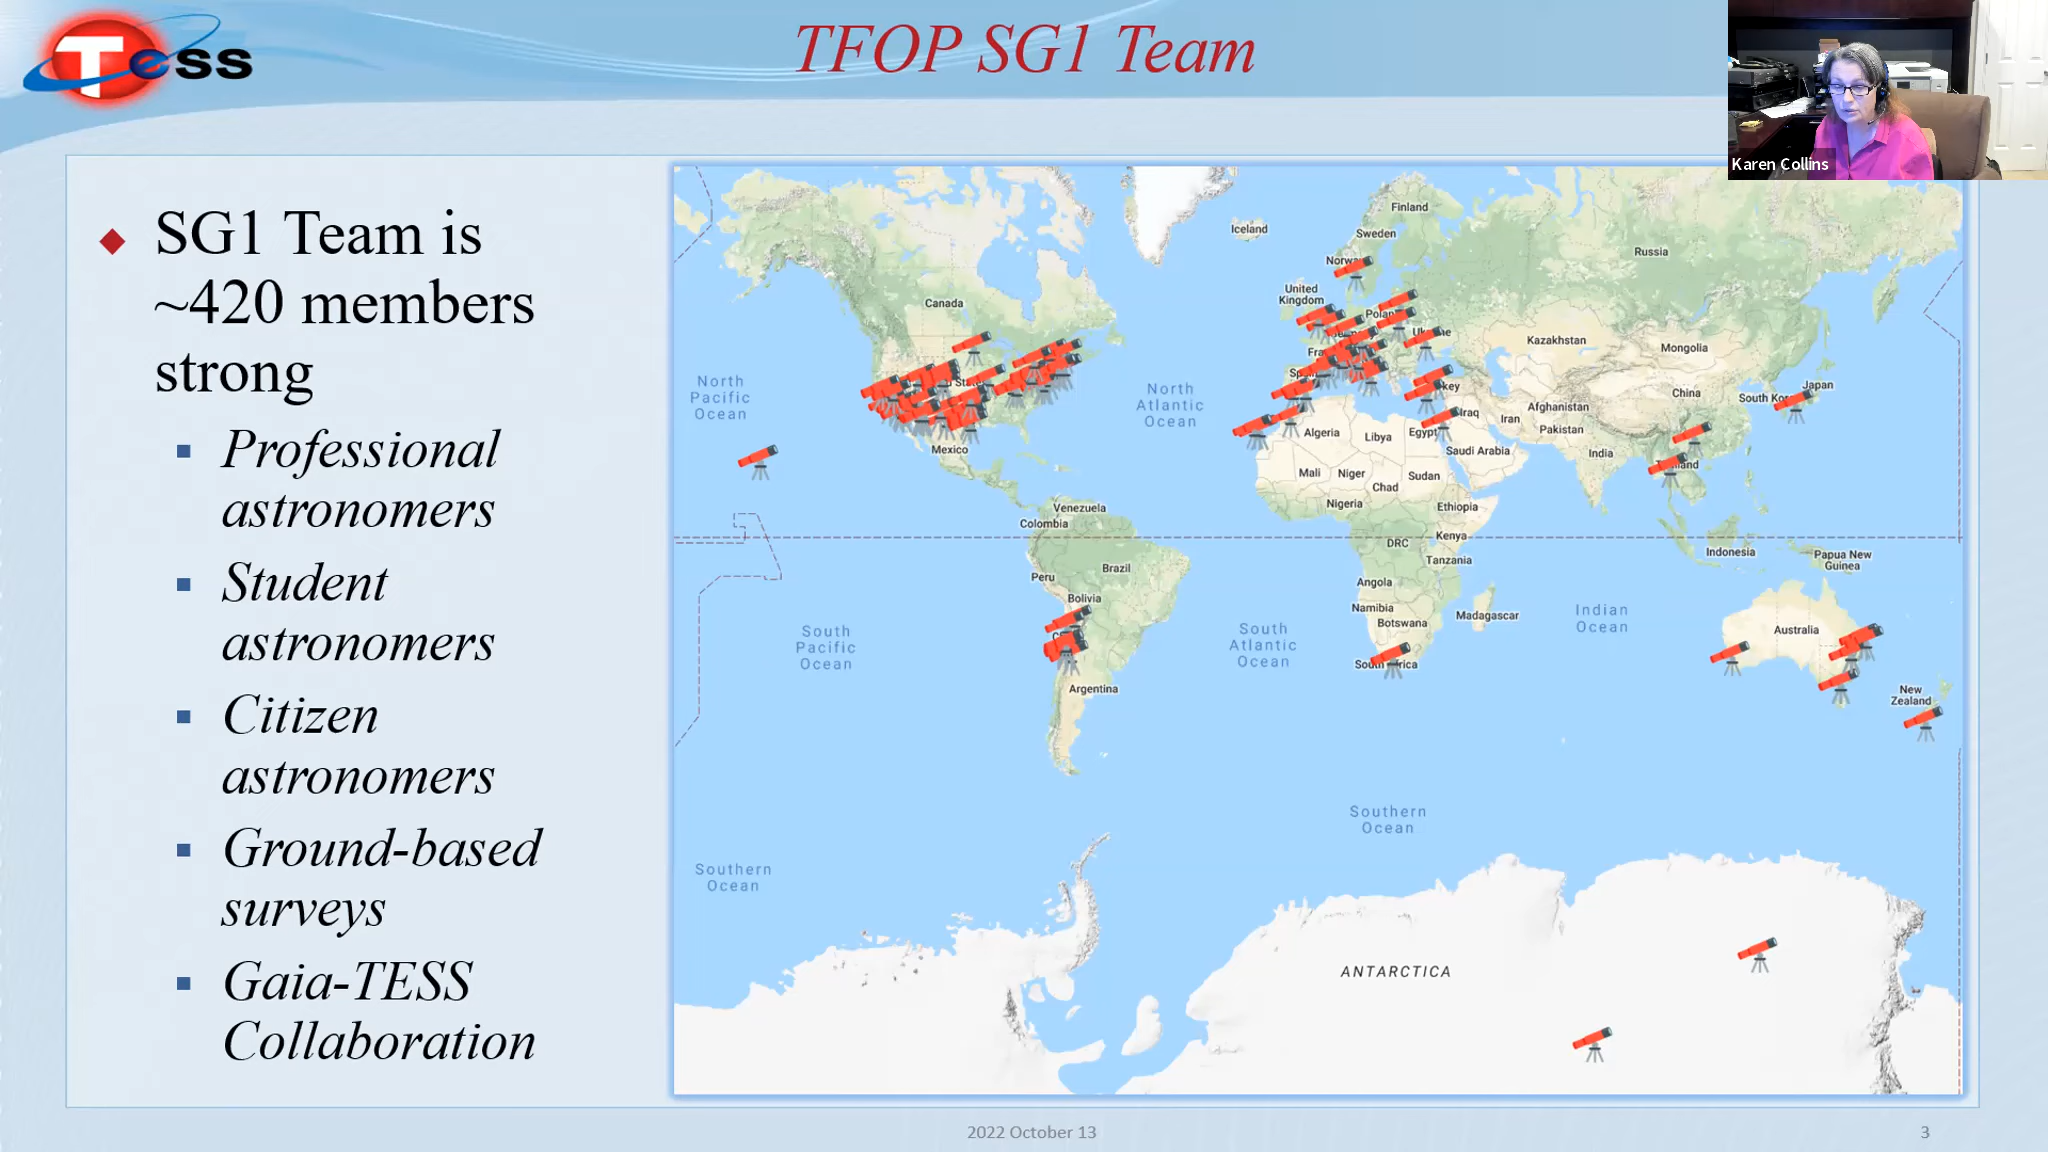 Tess
TFOP SG1 Team
Karen Collins
SG1 Team is
~420 members
strong
Professional
astronomers
Student
astronomers
Citizen
astronomers
Ground-based
surveys
Gaia-TESS
Collaboration
Finland
Iceland
Sweden
Russia
United
Kingdom
Canada
Kazakhstan
Mongolia
North
Pacific
Ocean
North
Atlantic
Ocean
Japan
China
Afghanistan
Iraq
Iran
Pakistan
Algeria
Libya
Egypt
Mexico
Saudi Arabia
India
Mali
Niger
Chad
Sudan
Nigeria
Ethiopia
Venezuela
Colombia
DRC
Kenya
Tanzania
Indonesia
Papua New
Guinea
Peru
Brazil
Angola
Bolivia
Namibia
Botswana
Madagascar
Indian
Ocean
Australia
South
Pacific
Ocean
South
Atlantic
Ocean
Argentina
New
Zealand
Southern
Ocean
Southern
Ocean
ANTARCTICA
2022 October 13
3